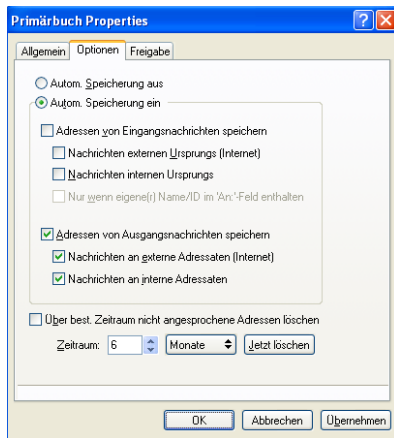 Primärbuch Properties
Allgemein Optionen Freigabe
Autom. Speicherung aus
Autom. Speicherung ein
Adressen von Eingangsnachrichten speichern
Nachrichten externen Ursprungs (Internet)
Nachrichten internen Ursprungs
Nur wenn eigene(r) Name/ID im 'An:'-Feld enthalten
Adressen von Ausgangsnachrichten speichern
Nachrichten an externe Adressaten (Internet)
Nachrichten an interne Adressaten
Über best. Zeitraum nicht angesprochene Adressen löschen
Zeitraum: 6 Monate Jetzt löschen
OK Abbrechen Übernehmen